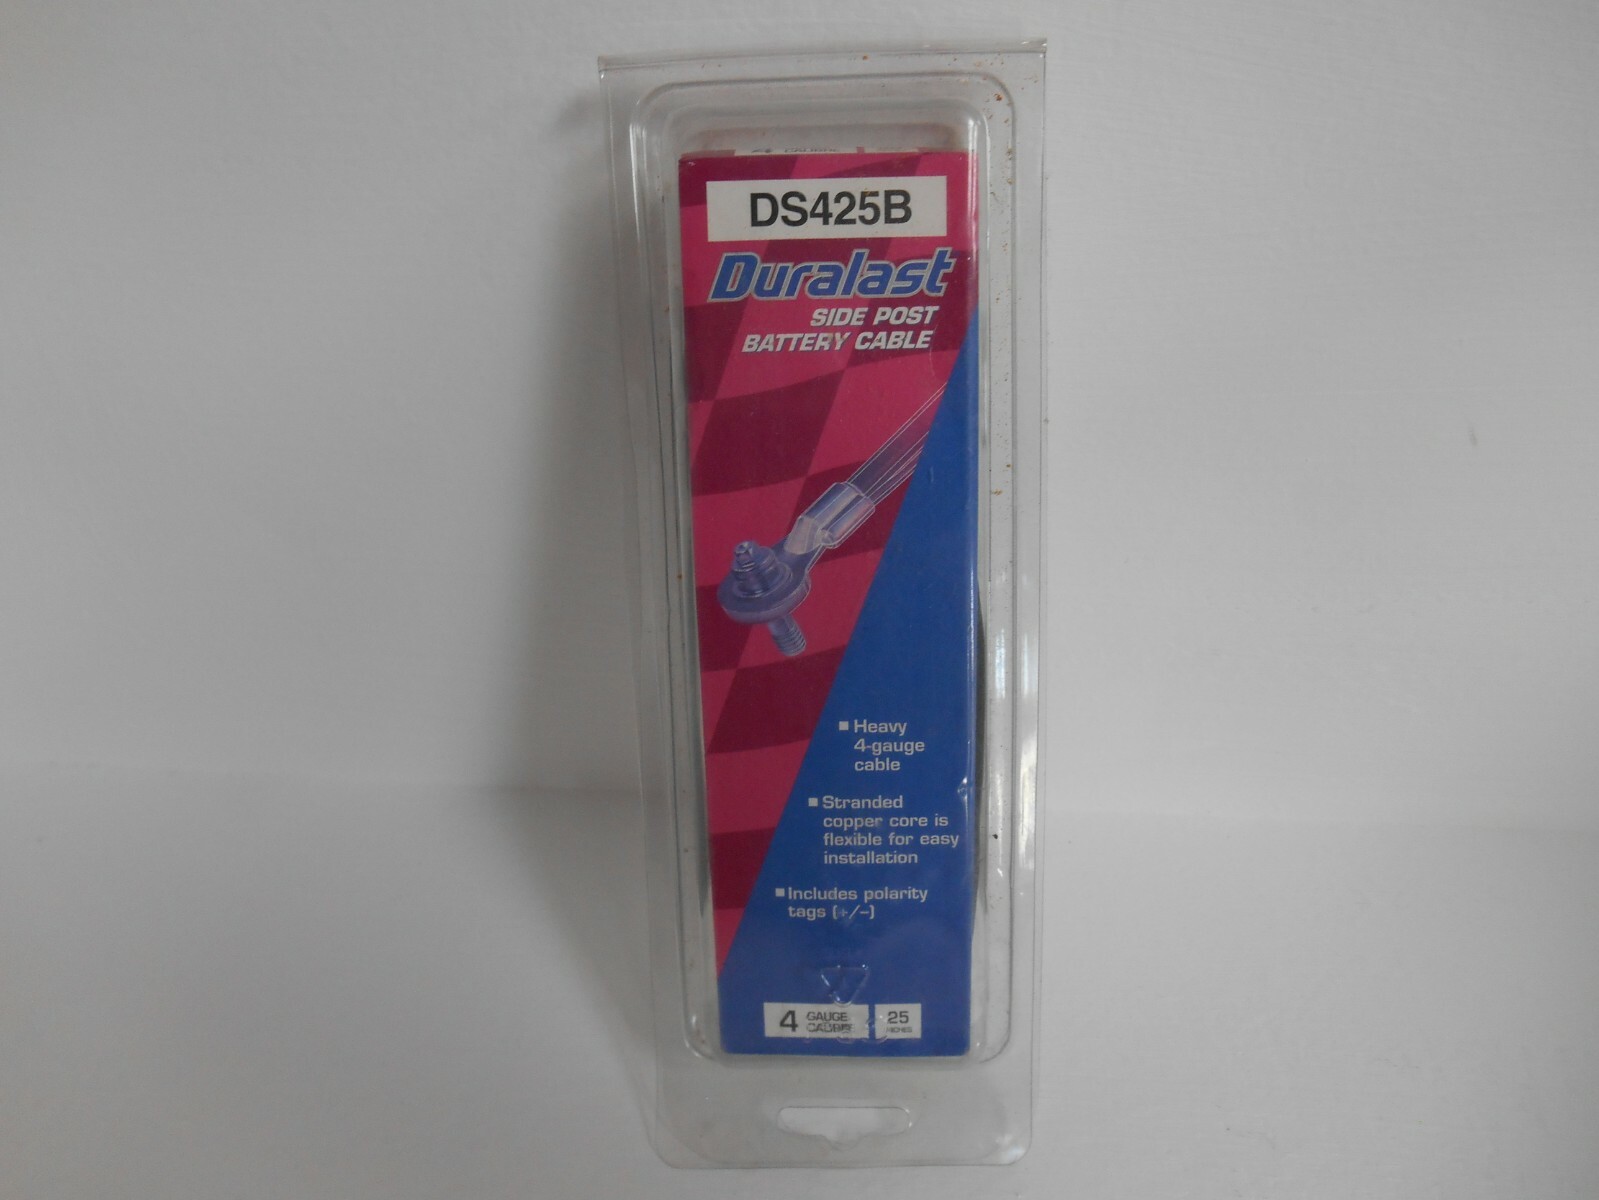 DS425B
Duralast
SIDE POST
BATTERY CABLE
■ Heavy
4-gauge
cable
■ Stranded
copper core is
flexible for easy
installation
■ Includes polarity
tags (+/–)
4 GAUGE 25
CALIBRE INCHES